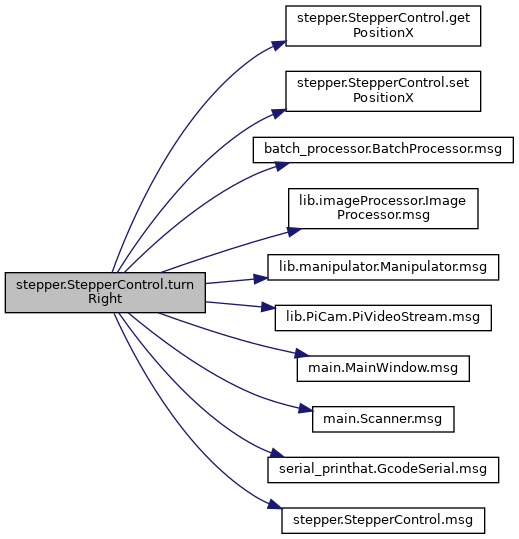 stepper.StepperControl.get
PositionX
stepper.StepperControl.set
PositionX
batch_processor.BatchProcessor.msg
lib.imageProcessor.Image
Processor.msg
stepper.StepperControl.turn
Right
lib.manipulator.Manipulator.msg
lib.PiCam.PiVideoStream.msg
main.MainWindow.msg
main.Scanner.msg
serial_printhat.GcodeSerial.msg
stepper.StepperControl.msg